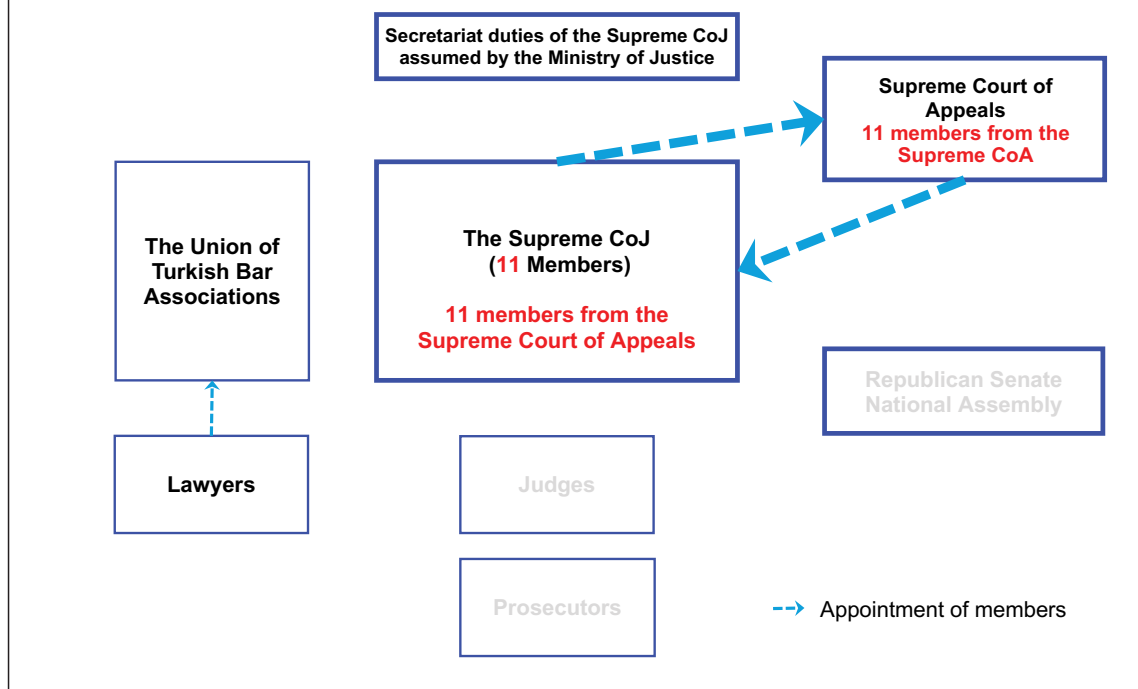 Secretariat duties of the Supreme CoJ
assumed by the Ministry of Justice
Supreme Court of
Appeals
11 members from the
Supreme CoA
The Union of
Turkish Bar
Associations
The Supreme CoJ
(11 Members)
11 members from the
Supreme Court of Appeals
Republican Senate
National Assembly
Lawyers
Judges
Prosecutors
Appointment of members